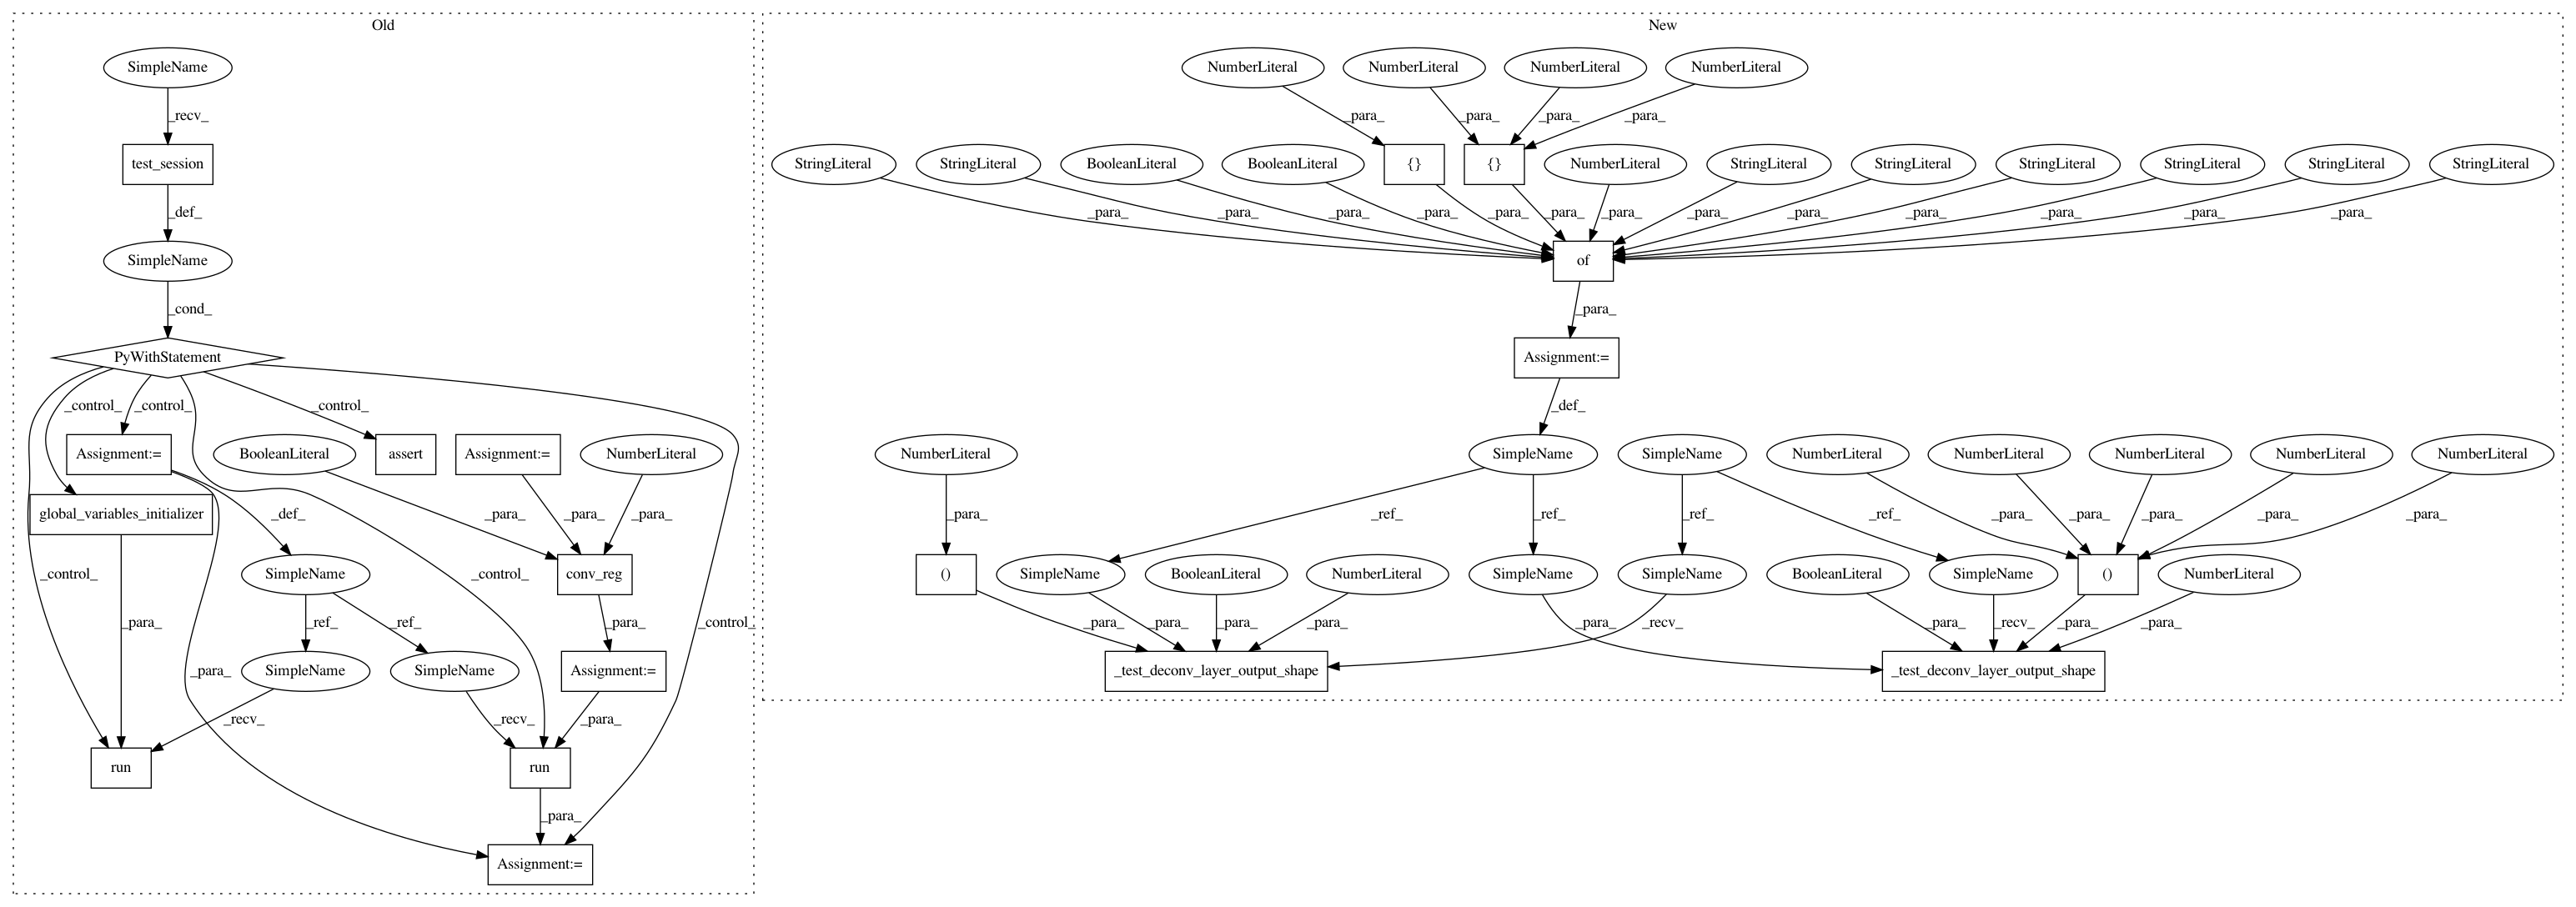 Old
New
SimpleName
NumberLiteral NumberLiteral NumberLiteral NumberLiteral
_recv_
_para_ _para_ _para_ _para_
test_session
StringLiteral StringLiteral BooleanLiteral BooleanLiteral {} {} NumberLiteral StringLiteral StringLiteral StringLiteral StringLiteral StringLiteral StringLiteral
_def_
_para_ _para_ _para_ _para_ _para_ _para_ _para_ _para_ _para_ _para_ _para_ _para_ _para_
SimpleName
of
_cond_
_para_
PyWithStatement
Assignment:=
_control_ _control_ _control_
_def_
Assignment:= BooleanLiteral assert Assignment:= NumberLiteral
NumberLiteral SimpleName SimpleName NumberLiteral NumberLiteral NumberLiteral NumberLiteral NumberLiteral
global_variables_initializer
_def_ _para_ _para_ _para_
_para_ _ref_ _ref_ _ref_ _ref_ _para_ _para_ _para_ _para_ _para_
_control_ SimpleName _control_ conv_reg
() SimpleName BooleanLiteral NumberLiteral SimpleName SimpleName BooleanLiteral SimpleName () NumberLiteral
_para_ _ref_ _ref_ _para_ _control_
_para_ _para_ _para_ _para_ _para_ _recv_ _para_ _recv_ _para_ _para_
_para_ SimpleName SimpleName Assignment:=
_test_deconv_layer_output_shape _test_deconv_layer_output_shape
_recv_ _recv_ _para_
run run
_para_
Assignment:=